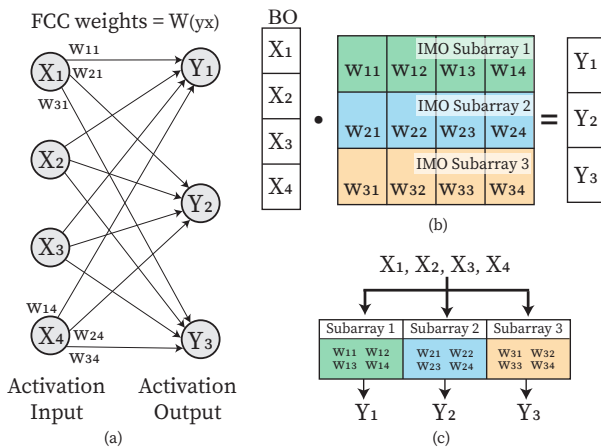 FCC weights = W(yx)
W11
W21
W31
X1
X2
X3
X4
W14
W24
W34
Y1
Y2
Y3
Activation
Input
Activation
Output
(a)
BO
X1
X2
X3
X4
•
IMO Subarray 1
W11 W12 W13 W14
IMO Subarray 2
W21 W22 W23 W24
IMO Subarray 3
W31 W32 W33 W34
=
Y1
Y2
Y3
(b)
X1, X2, X3, X4
Subarray 1 Subarray 2 Subarray 3
W11 W12 W21 W22 W31 W32
W13 W14 W23 W24 W33 W34
Y1 Y2 Y3
(c)